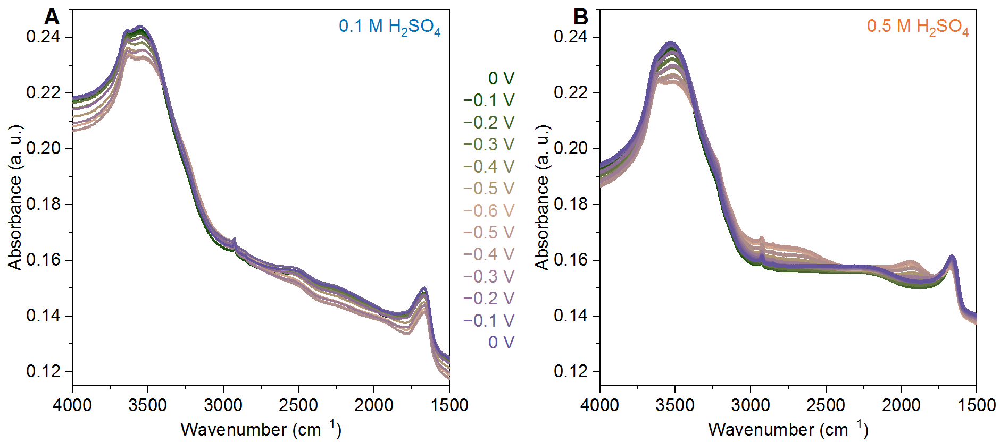 A
0.1 M H₂SO₄
0.24
0.22
0.20
0.18
0.16
0.14
0.12
Absorbance (a. u.)
4000 3500 3000 2500 2000 1500
Wavenumber (cm⁻¹)
0 V
−0.1 V
−0.2 V
−0.3 V
−0.4 V
−0.5 V
−0.6 V
−0.5 V
−0.4 V
−0.3 V
−0.2 V
−0.1 V
0 V
B
0.5 M H₂SO₄
0.24
0.22
0.20
0.18
0.16
0.14
0.12
Absorbance (a. u.)
4000 3500 3000 2500 2000 1500
Wavenumber (cm⁻¹)